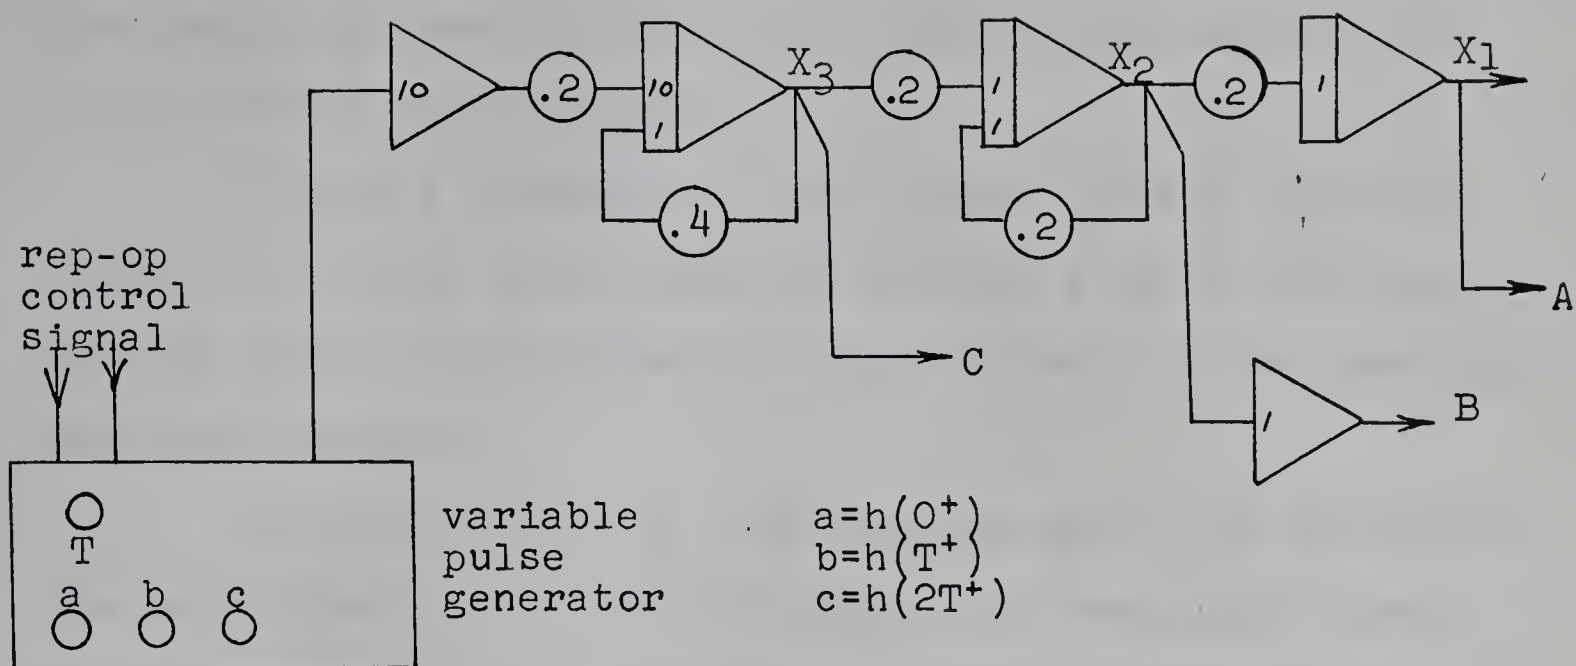 10
.2
10
1
X3
.4
.2
1
1
X2
.2
.2
1
X1
A
C
1
B
rep-op
control
signal
T
a b c
variable
pulse
generator
a=h(0+)
b=h(T+)
c=h(2T+)